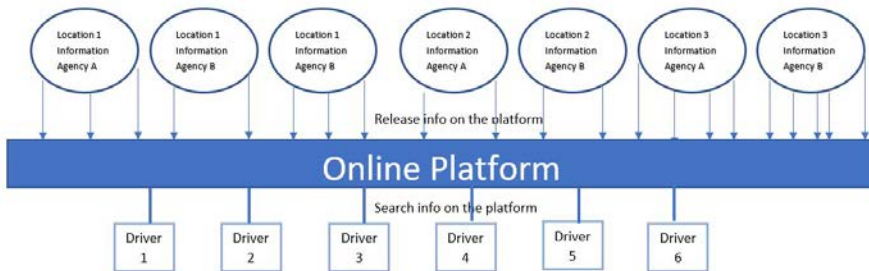 Location 1
Information
Agency A
Location 1
Information
Agency B
Location 1
Information
Agency B
Location 2
Information
Agency A
Location 2
Information
Agency B
Location 3
Information
Agency A
Location 3
Information
Agency B
Release info on the platform
Online Platform
Search info on the platform
Driver
1
Driver
2
Driver
3
Driver
4
Driver
5
Driver
6